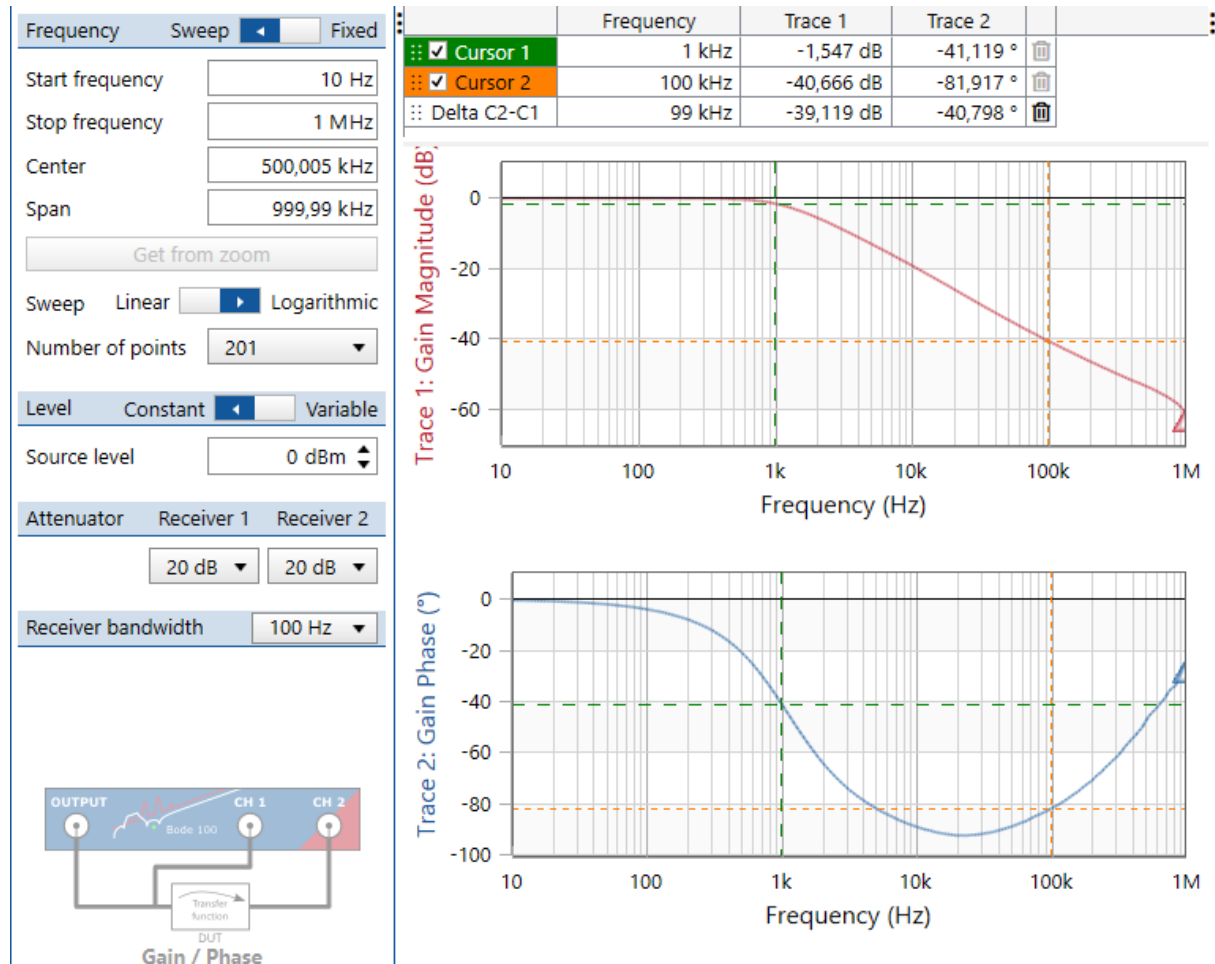 Frequency Sweep Fixed
Start frequency 10 Hz
Stop frequency 1 MHz
Center 500,005 kHz
Span 999,99 kHz
Get from zoom
Sweep Linear Logarithmic
Number of points 201
Level Constant Variable
Source level 0 dBm
Attenuator Receiver 1 Receiver 2
20 dB 20 dB
Receiver bandwidth 100 Hz
OUTPUT CH 1 CH 2
Bode 100
Transfer
function
DUT
Gain / Phase
Frequency Trace 1 Trace 2
Cursor 1 1 kHz -1,547 dB -41,119 °
Cursor 2 100 kHz -40,666 dB -81,917 °
Delta C2-C1 99 kHz -39,119 dB -40,798 °
Trace 1: Gain Magnitude (dB)
0
-20
-40
-60
10 100 1k 10k 100k 1M
Frequency (Hz)
Trace 2: Gain Phase (°)
0
-20
-40
-60
-80
-100
10 100 1k 10k 100k 1M
Frequency (Hz)